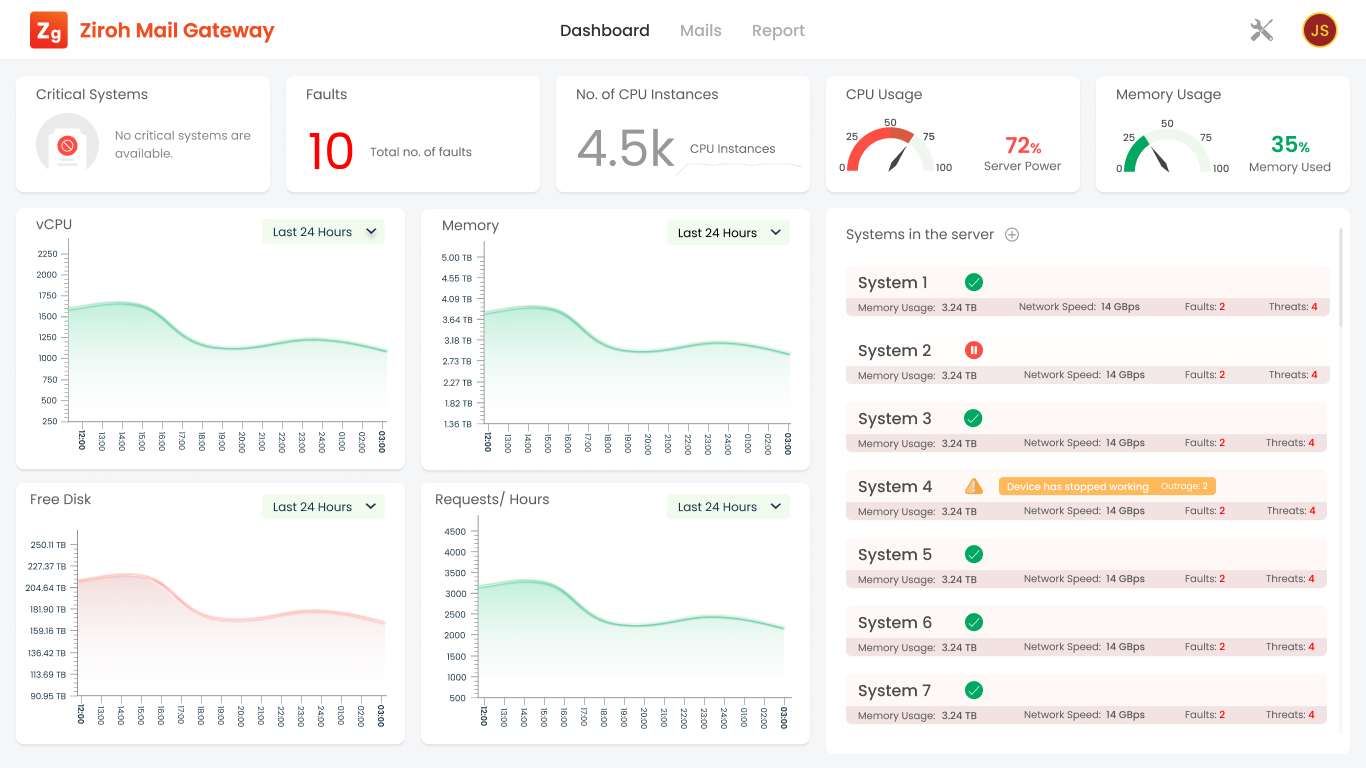 Zg Ziroh Mail Gateway
Dashboard Mails Report
JS
Critical Systems
No critical systems are
available.
Faults
10 Total no. of faults
No. of CPU Instances
4.5k CPU Instances
CPU Usage
0 25 50 75 100
72%
Server Power
Memory Usage
0 25 50 75 100
35%
Memory Used
vCPU
Last 24 Hours
2250
2000
1750
1500
1250
1000
750
500
250
12:00 13:00 14:00 15:00 16:00 17:00 18:00 19:00 20:00 21:00 22:00 23:00 24:00 01:00 02:00 03:00
Memory
Last 24 Hours
5.00 TB
4.55 TB
4.09 TB
3.64 TB
3.18 TB
2.73 TB
2.27 TB
1.82 TB
1.36 TB
12:00 13:00 14:00 15:00 16:00 17:00 18:00 19:00 20:00 21:00 22:00 23:00 24:00 01:00 02:00 03:00
Free Disk
Last 24 Hours
250.11 TB
227.37 TB
204.64 TB
181.90 TB
159.16 TB
136.42 TB
113.69 TB
90.95 TB
12:00 13:00 14:00 15:00 16:00 17:00 18:00 19:00 20:00 21:00 22:00 23:00 24:00 01:00 02:00 03:00
Requests/ Hours
Last 24 Hours
4500
4000
3500
3000
2500
2000
1500
1000
500
12:00 13:00 14:00 15:00 16:00 17:00 18:00 19:00 20:00 21:00 22:00 23:00 24:00 01:00 02:00 03:00
Systems in the server
System 1
Memory Usage: 3.24 TB Network Speed: 14 GBps Faults: 2 Threats: 4
System 2
Memory Usage: 3.24 TB Network Speed: 14 GBps Faults: 2 Threats: 4
System 3
Memory Usage: 3.24 TB Network Speed: 14 GBps Faults: 2 Threats: 4
System 4 Device has stopped working Outrage: 2
Memory Usage: 3.24 TB Network Speed: 14 GBps Faults: 2 Threats: 4
System 5
Memory Usage: 3.24 TB Network Speed: 14 GBps Faults: 2 Threats: 4
System 6
Memory Usage: 3.24 TB Network Speed: 14 GBps Faults: 2 Threats: 4
System 7
Memory Usage: 3.24 TB Network Speed: 14 GBps Faults: 2 Threats: 4